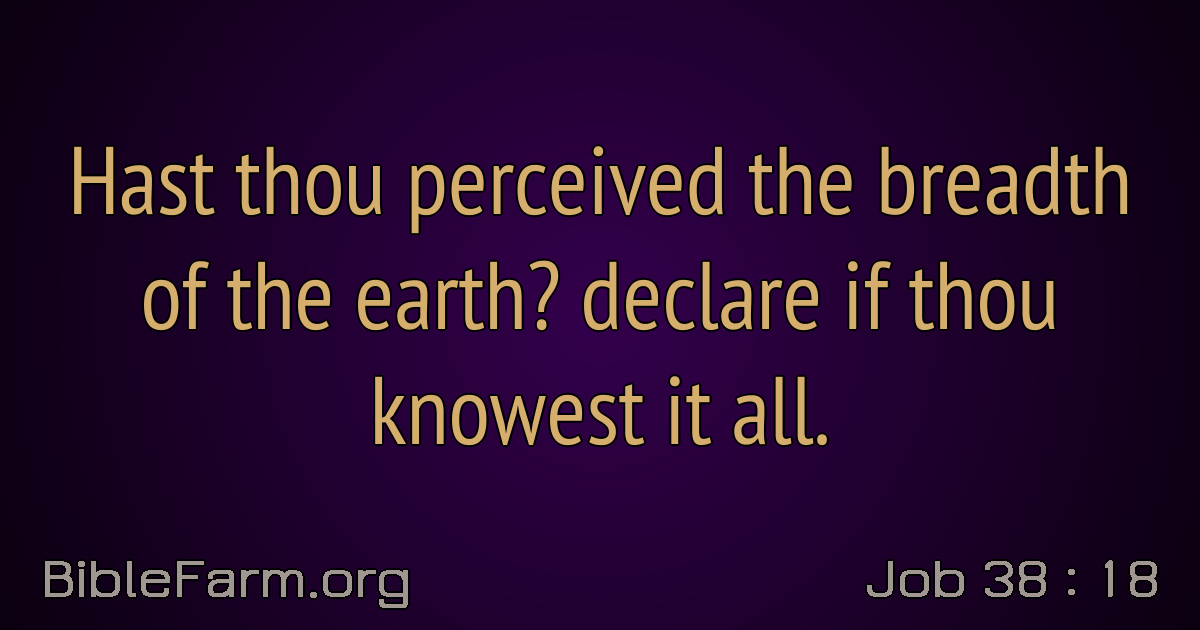 Hast thou perceived the breadth
of the earth? declare if thou
knowest it all.
BibleFarm.org
Job 38 : 18